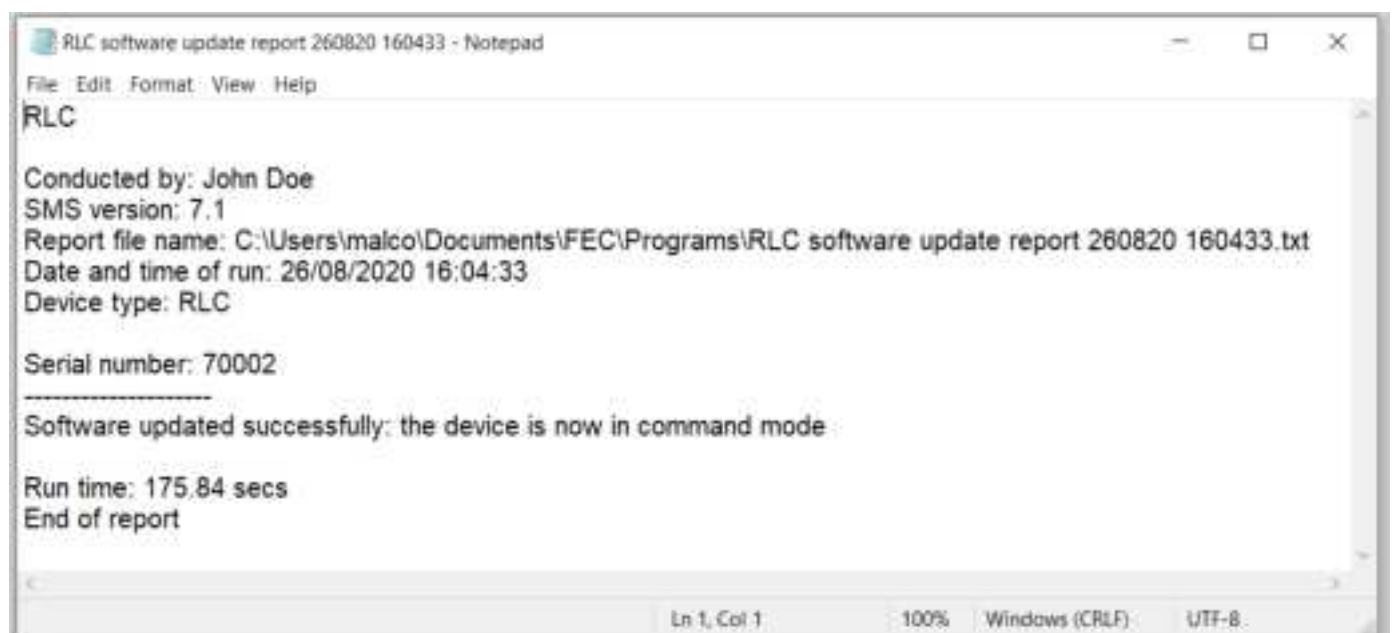 RLC software update report 260820 160433 - Notepad
File Edit Format View Help
RLC
Conducted by: John Doe
SMS version: 7.1
Report file name: C:\Users\malco\Documents\FEC\Programs\RLC software update report 260820 160433.txt
Date and time of run: 26/08/2020 16:04:33
Device type: RLC
Serial number: 70002
--------------------
Software updated successfully: the device is now in command mode
Run time: 175.84 secs
End of report
Ln 1, Col 1 100% Windows (CRLF) UTF-8